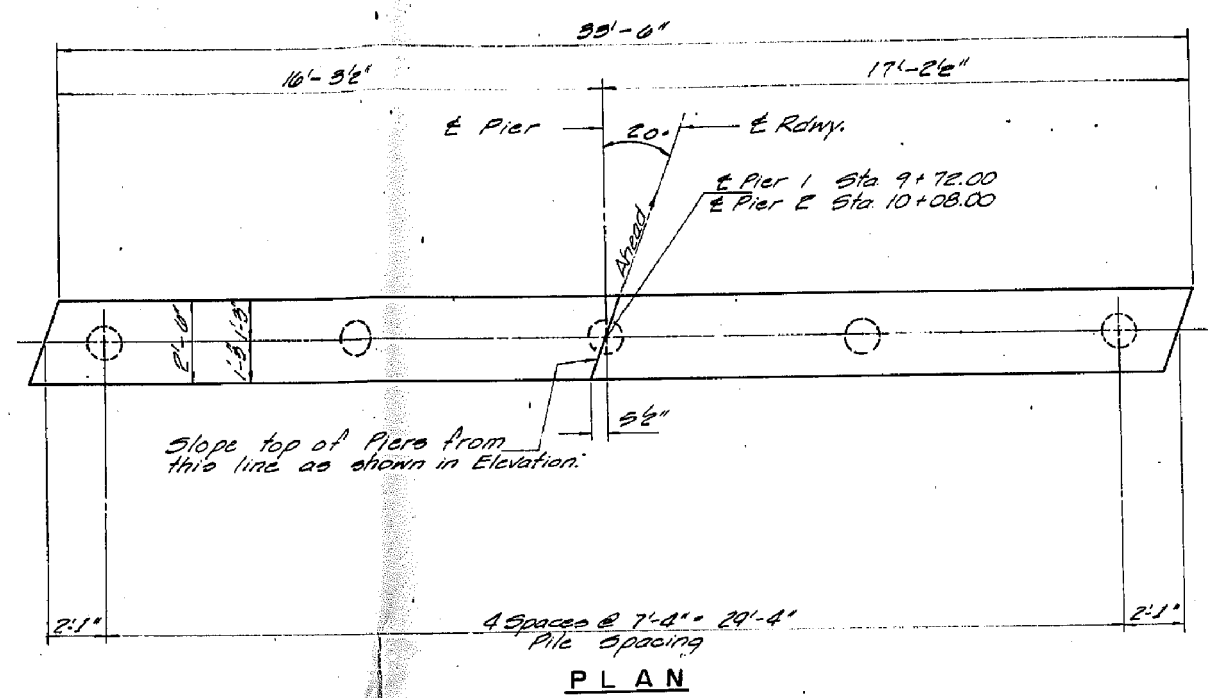 33'-6"
16'-3½"
17'-2½"
℄ Pier
20°
℄ Rdwy.
℄ Pier 1 Sta. 9+72.00
℄ Pier 2 Sta. 10+08.00
Ahead
2'-6"
1'-3" 1'-3"
5½"
Slope top of Piers from
this line as shown in Elevation.
2'-1"
4 Spaces @ 7'-4" = 29'-4"
2'-1"
Pile Spacing
PLAN